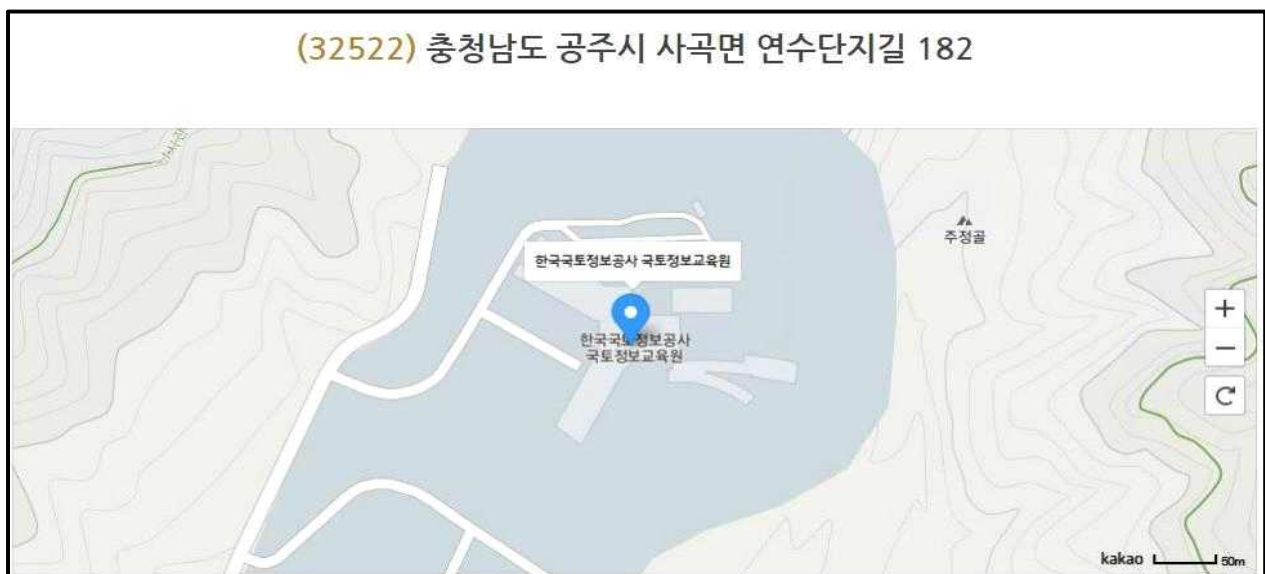 (32522) 충청남도 공주시 사곡면 연수단지길 182
주정골
한국국토정보공사 국토정보교육원
한국국토정보공사
국토정보교육원
kakao 50m